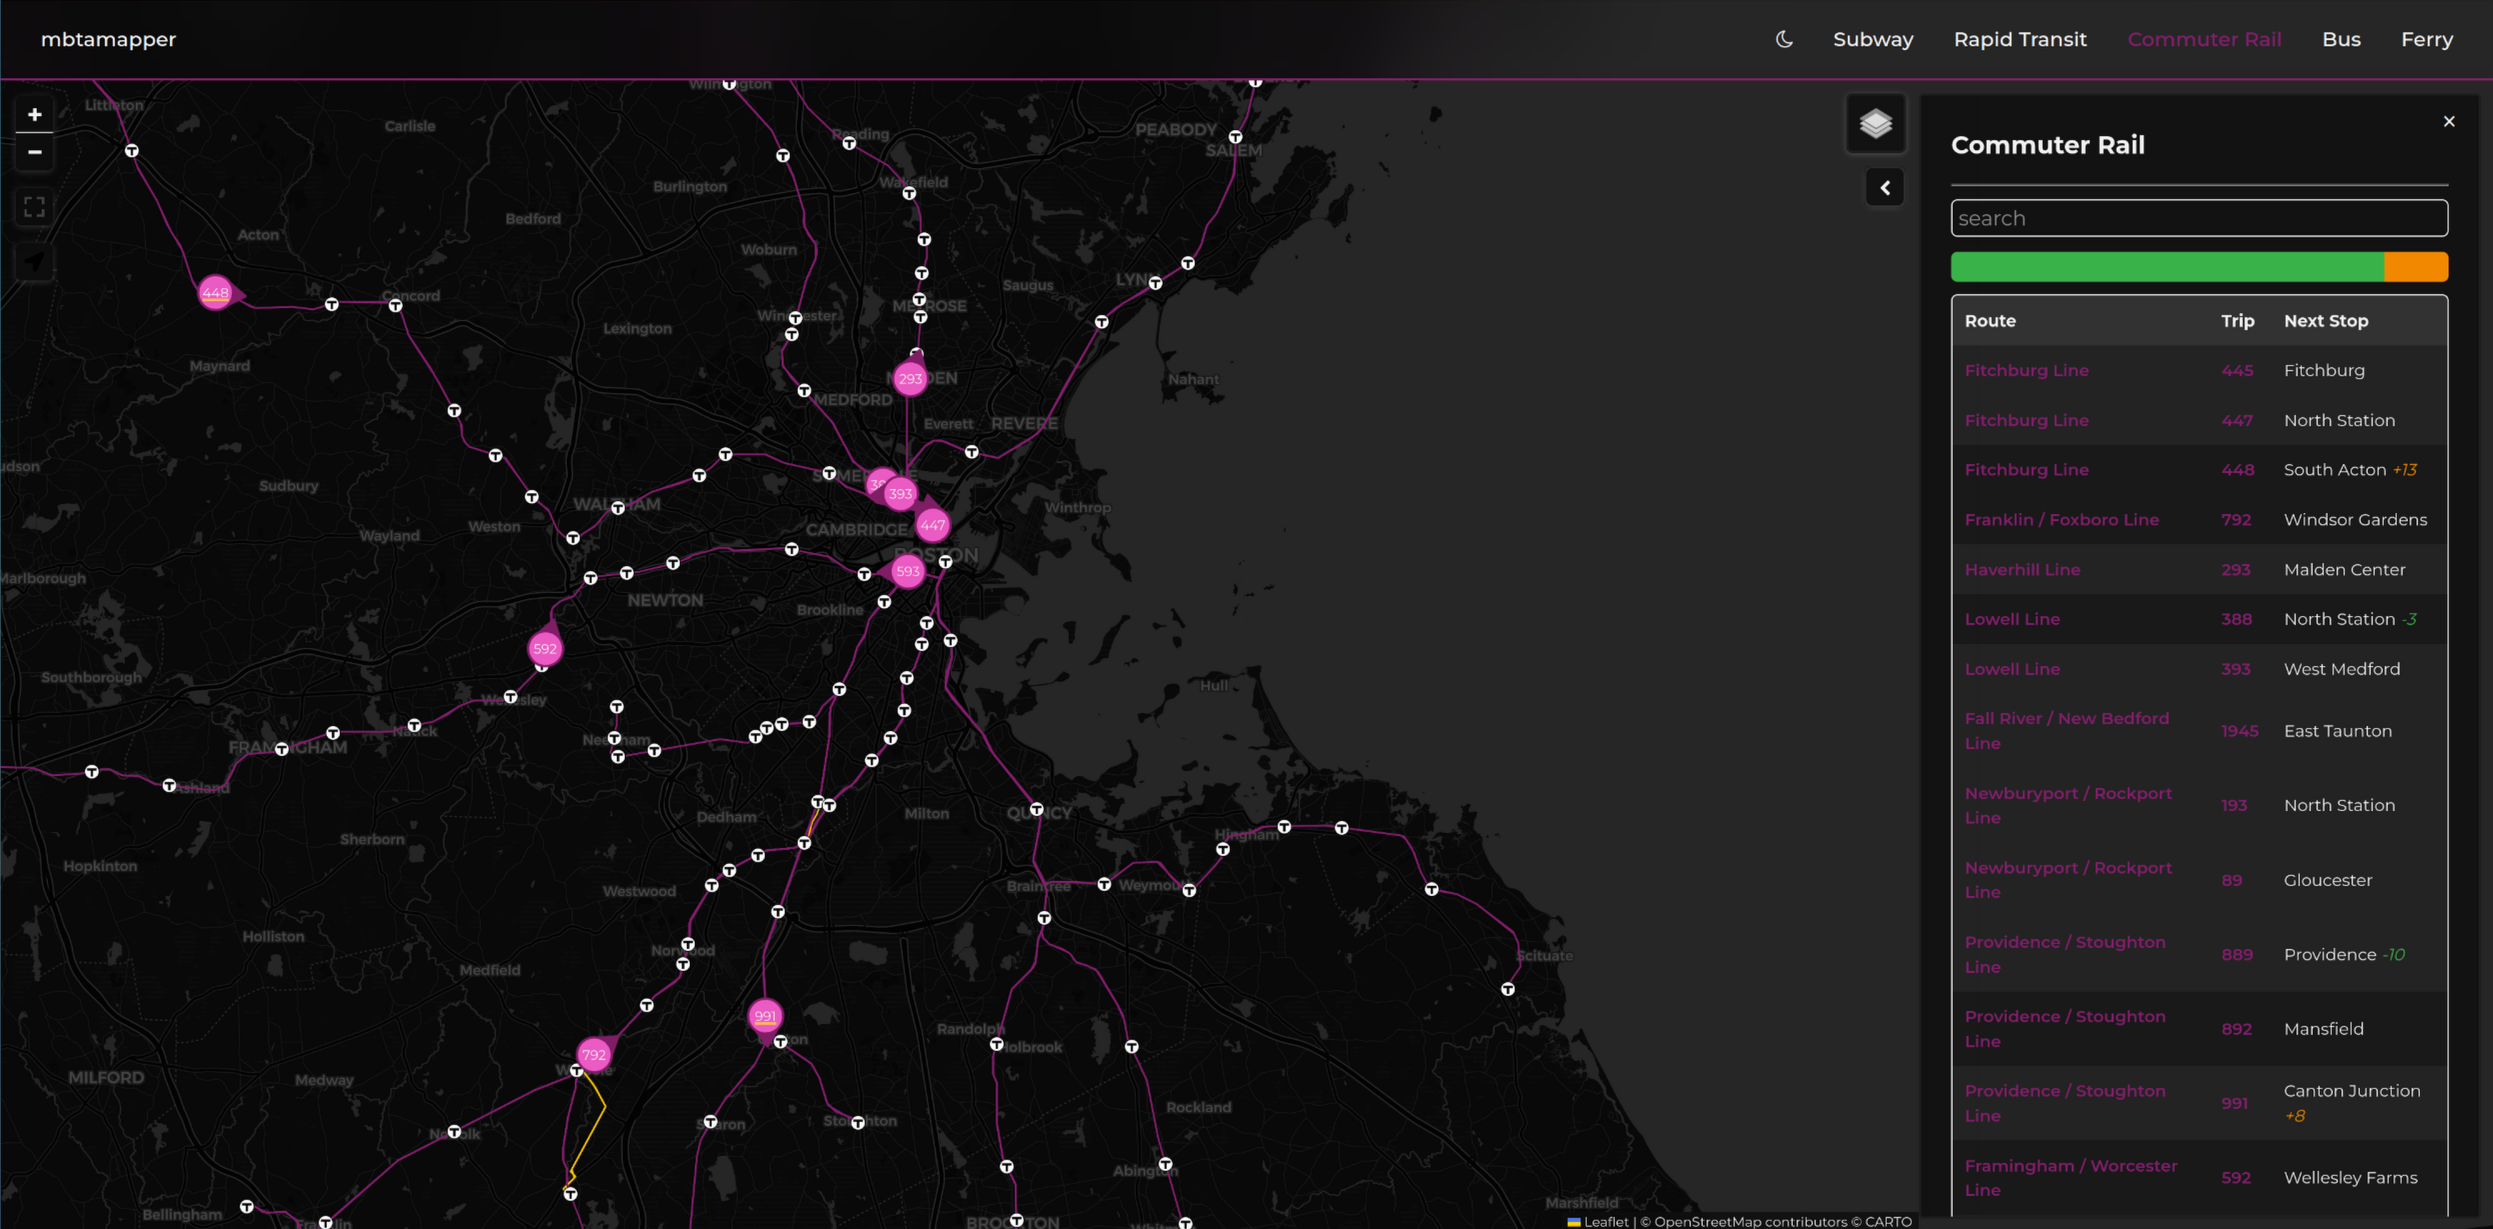 mbtamapper
Subway Rapid Transit Commuter Rail Bus Ferry
+
−
Littleton
Carlisle
Reading
PEABODY
SALEM
Burlington
Wakefield
Bedford
Acton
Woburn
LYNN
Saugus
448
Concord
MELROSE
Lexington
Maynard
293
Nahant
MEDFORD
Everett
REVERE
Sudbury
WALTHAM
393
Winthrop
Weston
CAMBRIDGE
447
Wayland
BOSTON
593
Marlborough
NEWTON
Brookline
592
Southborough
Hull
Wellesley
Natick
FRAMINGHAM
Ashland
Dedham
Milton
QUINCY
Sherborn
Hingham
Hopkinton
Westwood
Braintree
Weymouth
Holliston
Norwood
Medfield
Scituate
991
Randolph
Holbrook
792
MILFORD
Medway
Rockland
Sharon
Stoughton
Norfolk
Abington
Marshfield
Bellingham
Franklin
BROCKTON
Leaflet | © OpenStreetMap contributors © CARTO
×
Commuter Rail
search
Route Trip Next Stop
Fitchburg Line 445 Fitchburg
Fitchburg Line 447 North Station
Fitchburg Line 448 South Acton +13
Franklin / Foxboro Line 792 Windsor Gardens
Haverhill Line 293 Malden Center
Lowell Line 388 North Station -3
Lowell Line 393 West Medford
Fall River / New Bedford
Line 1945 East Taunton
Newburyport / Rockport
Line 193 North Station
Newburyport / Rockport
Line 89 Gloucester
Providence / Stoughton
Line 889 Providence -10
Providence / Stoughton
Line 892 Mansfield
Providence / Stoughton
Line 991 Canton Junction
+8
Framingham / Worcester
Line 592 Wellesley Farms